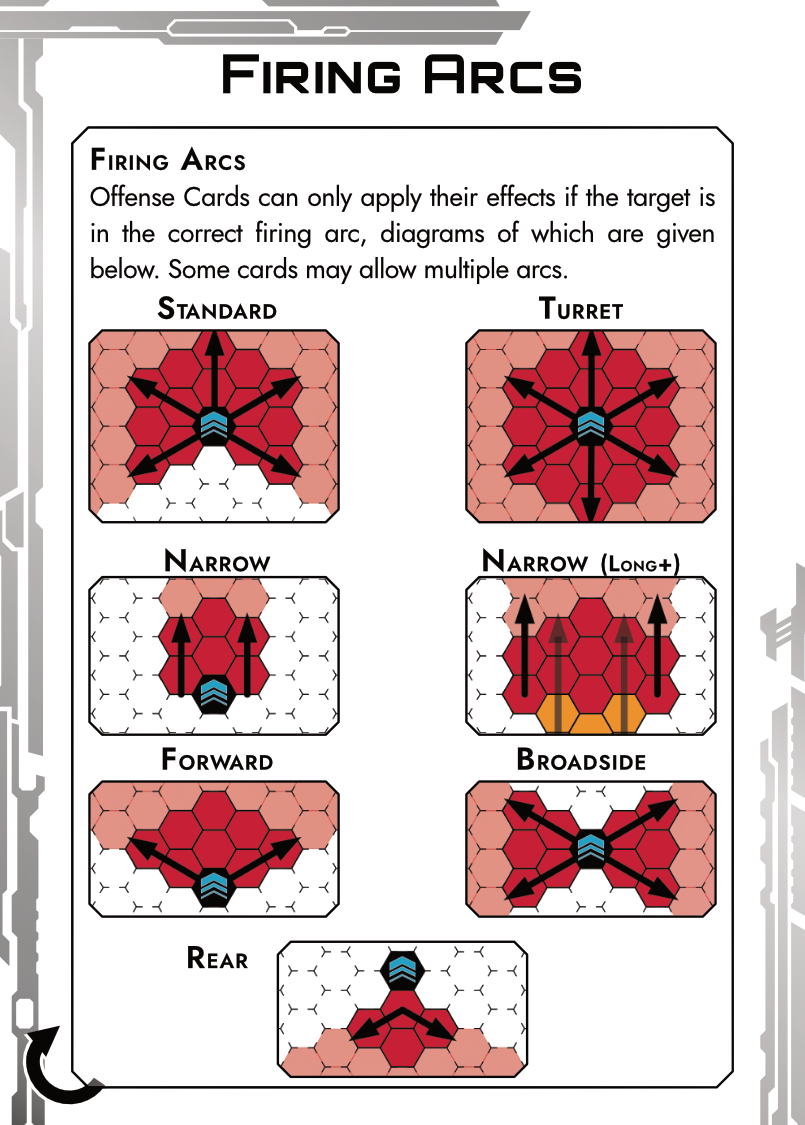 Firing Arcs
Firing Arcs
Offense Cards can only apply their effects if the target is
in the correct firing arc, diagrams of which are given
below. Some cards may allow multiple arcs.
Standard
Turret
Narrow
Narrow (Long+)
Forward
Broadside
Rear